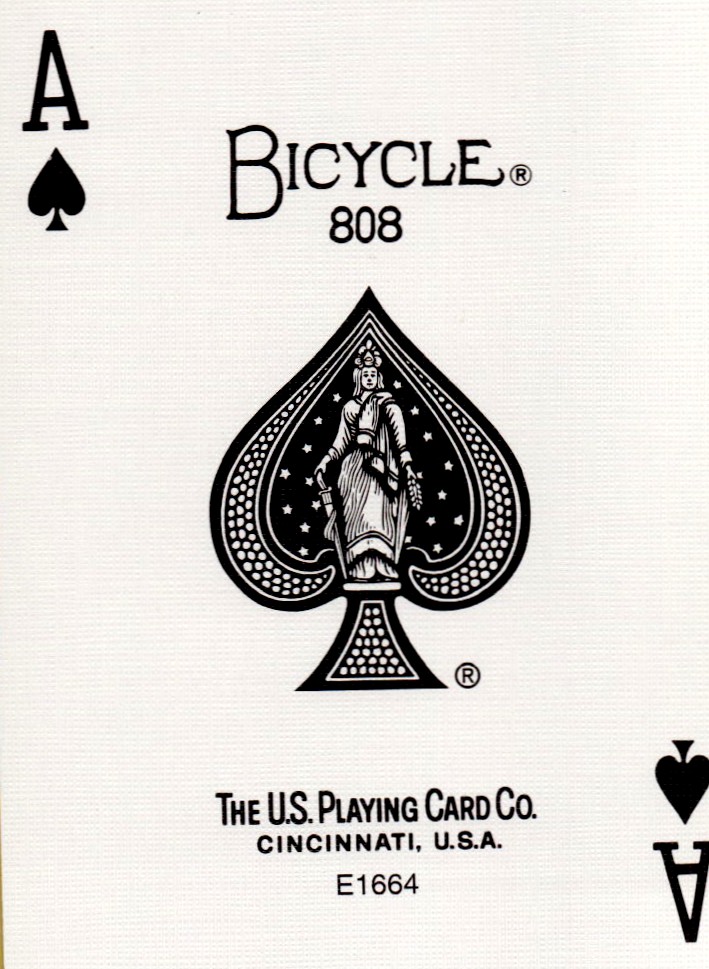 A
BICYCLE®
808
®
THE U.S. PLAYING CARD CO.
CINCINNATI, U.S.A.
E1664
A